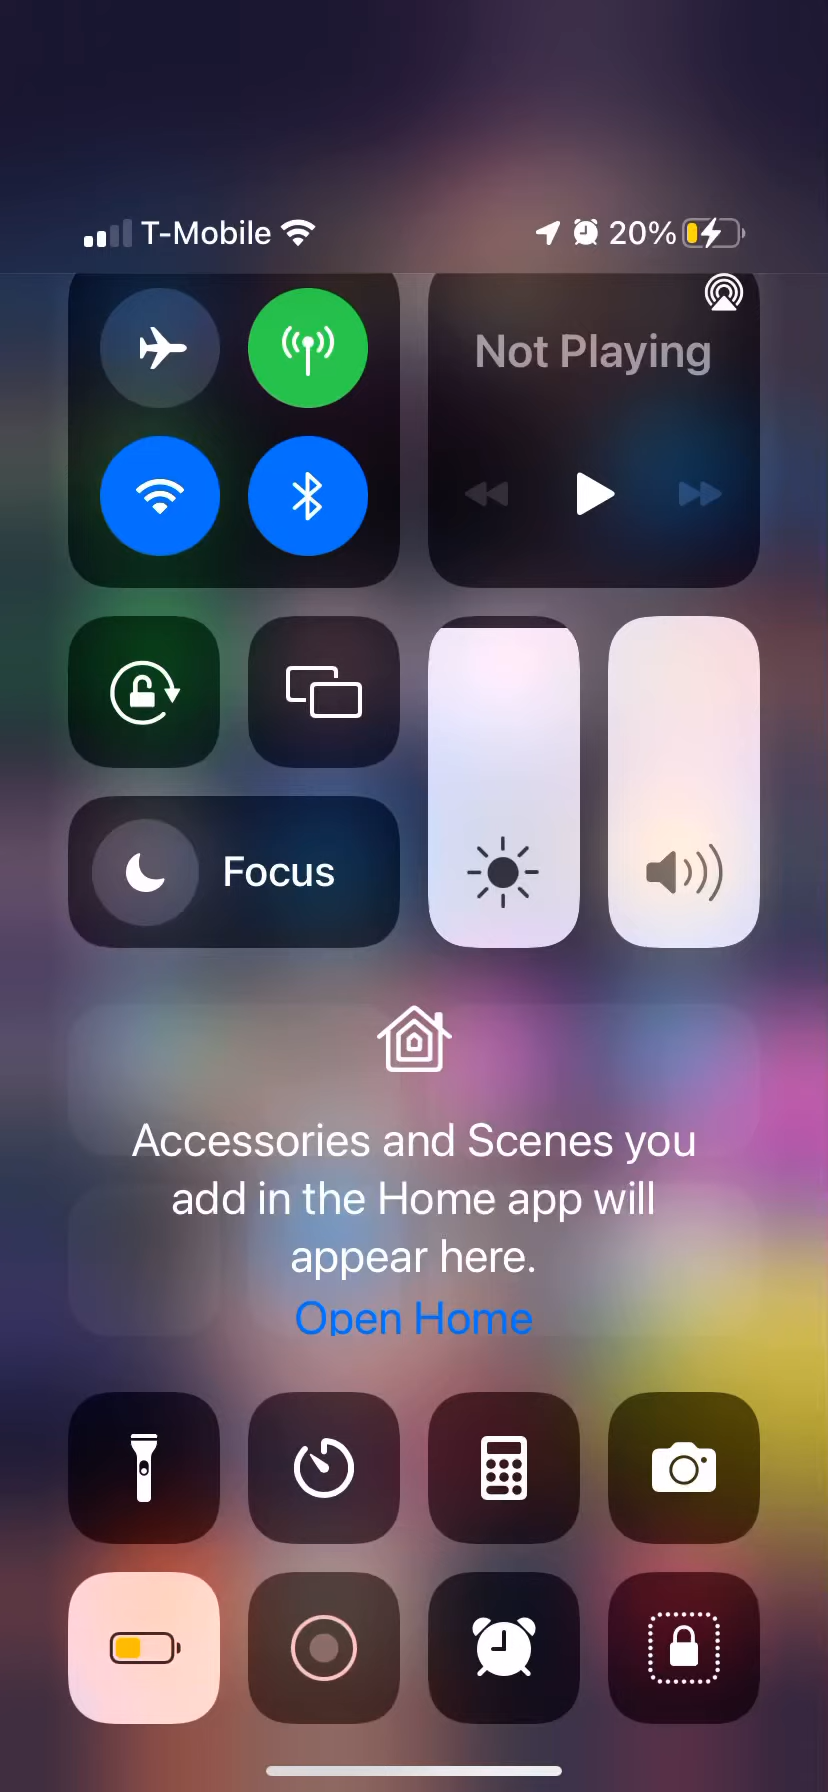 T-Mobile 20%
Not Playing
Focus
Accessories and Scenes you
add in the Home app will
appear here.
Open Home